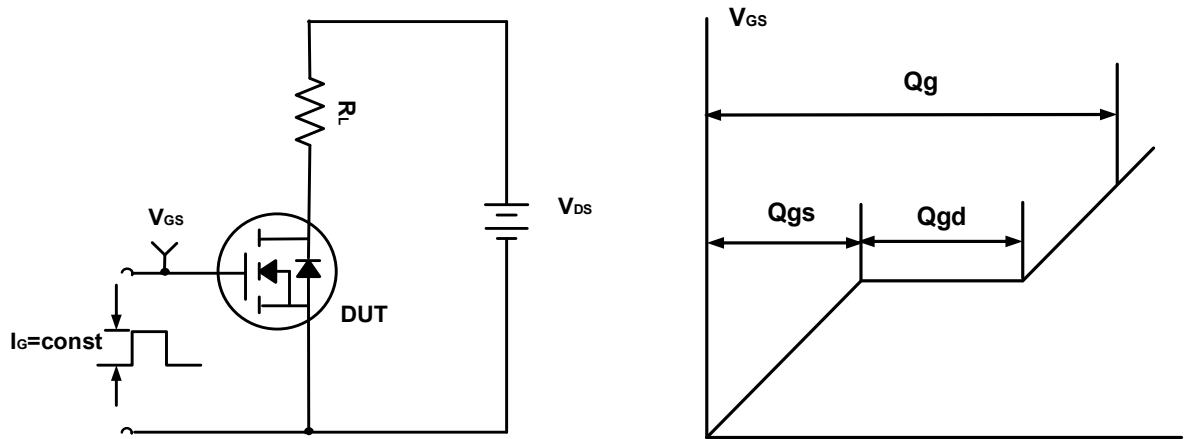 RL
VGS
VDS
DUT
IG=const
VGS
Qg
Qgs
Qgd